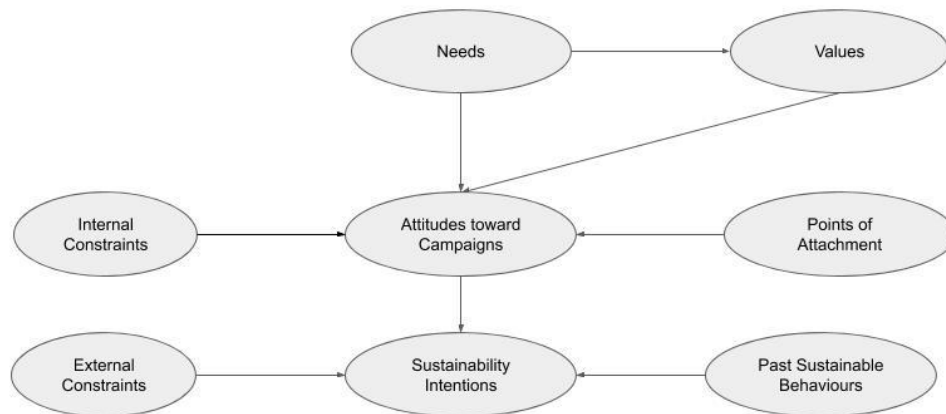 Needs
Values
Internal
Constraints
Attitudes toward
Campaigns
Points of
Attachment
External
Constraints
Sustainability
Intentions
Past Sustainable
Behaviours